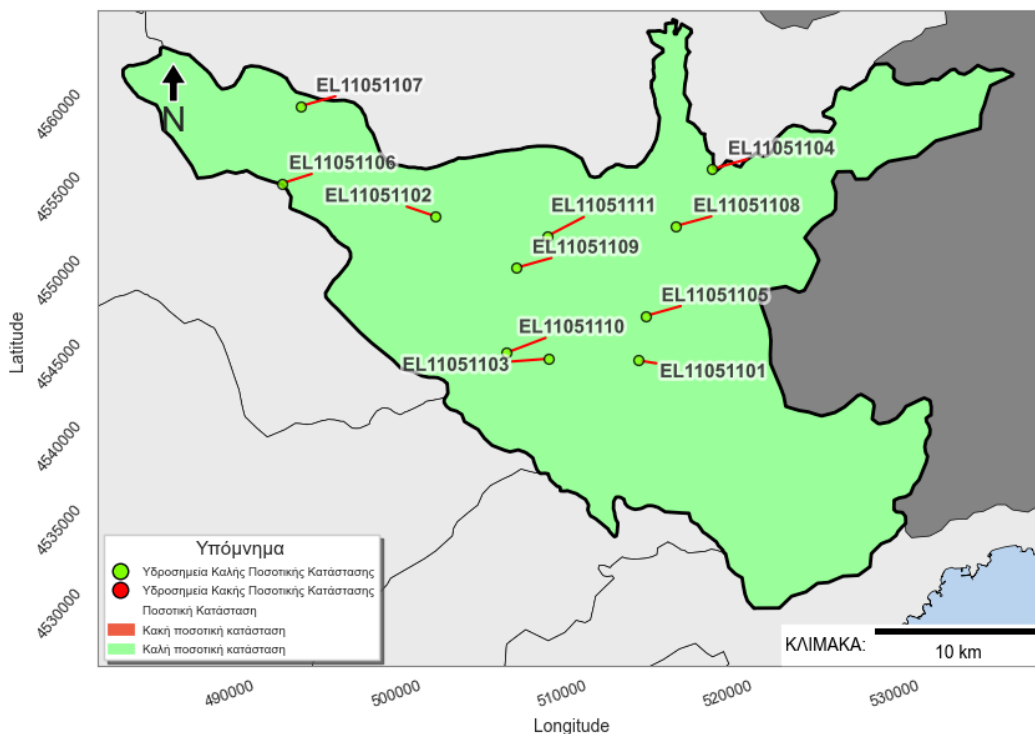 EL11051107
EL11051104
EL11051106
EL11051102
EL11051111
EL11051108
EL11051109
EL11051105
EL11051110
EL11051103
EL11051101
N
4560000
4555000
4550000
4545000
4540000
4535000
4530000
Latitude
Υπόμνημα
Υδροσημεία Καλής Ποσοτικής Κατάστασης
Υδροσημεία Κακής Ποσοτικής Κατάστασης
Ποσοτική Κατάσταση
Κακή ποσοτική κατάσταση
Καλή ποσοτική κατάσταση
ΚΛΙΜΑΚΑ:
10 km
490000
500000
510000
520000
530000
Longitude